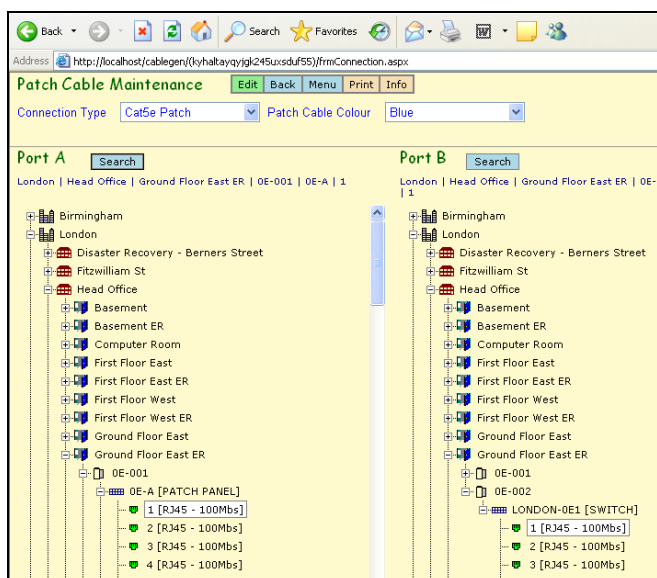 Back Search Favorites
Address http://localhost/cablegen/(kyhaltayqyjgk245uxsduf55)/frmConnection.aspx
Patch Cable Maintenance Edit Back Menu Print Info
Connection Type Cat5e Patch Patch Cable Colour Blue
Port A Search
London | Head Office | Ground Floor East ER | 0E-001 | 0E-A | 1
Birmingham
London
Disaster Recovery - Berners Street
Fitzwilliam St
Head Office
Basement
Basement ER
Computer Room
First Floor East
First Floor East ER
First Floor West
First Floor West ER
Ground Floor East
Ground Floor East ER
0E-001
0E-A [PATCH PANEL]
1 [RJ45 - 100Mbs]
2 [RJ45 - 100Mbs]
3 [RJ45 - 100Mbs]
4 [RJ45 - 100Mbs]
Port B Search
London | Head Office | Ground Floor East ER | 0E-
| 1
Birmingham
London
Disaster Recovery - Berners Street
Fitzwilliam St
Head Office
Basement
Basement ER
Computer Room
First Floor East
First Floor East ER
First Floor West
First Floor West ER
Ground Floor East
Ground Floor East ER
0E-001
0E-002
LONDON-0E1 [SWITCH]
1 [RJ45 - 100Mbs]
2 [RJ45 - 100Mbs]
3 [RJ45 - 100Mbs]